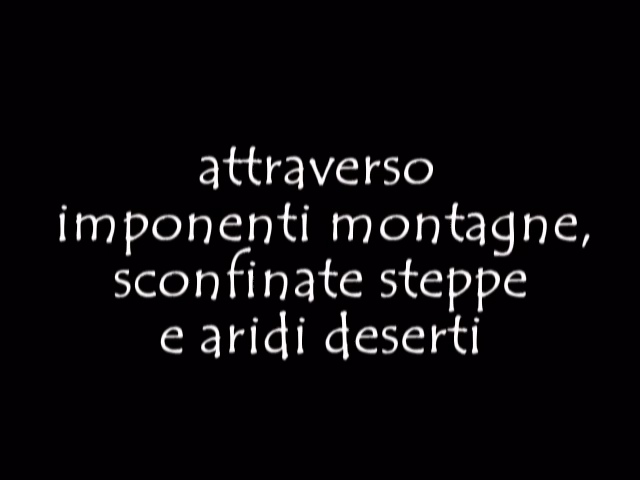 attraverso
imponenti montagne,
sconfinate steppe
e aridi deserti